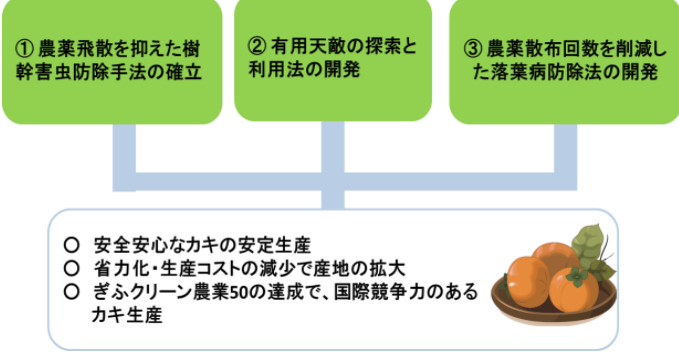 ① 農薬飛散を抑えた樹
幹害虫防除手法の確立
② 有用天敵の探索と
利用法の開発
③ 農薬散布回数を削減し
た落葉病防除法の開発
○ 安全安心なカキの安定生産
○ 省力化・生産コストの減少で産地の拡大
○ ぎふクリーン農業50の達成で、国際競争力のある
カキ生産